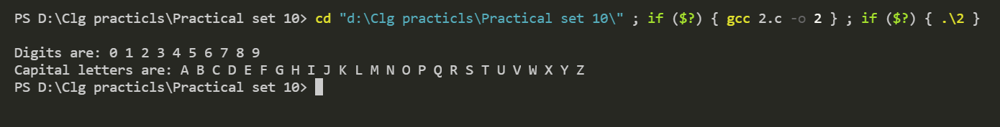 PS D:\Clg practicls\Practical set 10> cd "d:\Clg practicls\Practical set 10\" ; if ($?) { gcc 2.c -o 2 } ; if ($?) { .\2 }
Digits are: 0 1 2 3 4 5 6 7 8 9
Capital letters are: A B C D E F G H I J K L M N O P Q R S T U V W X Y Z
PS D:\Clg practicls\Practical set 10>